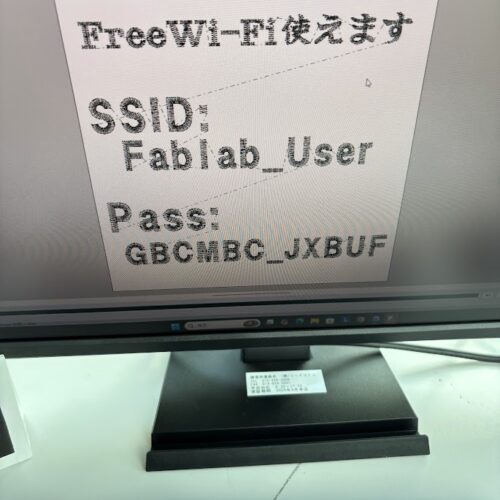 FreeWi-Fi使えます
SSID:
Fablab_User
Pass:
GBCMBC_JXBUF